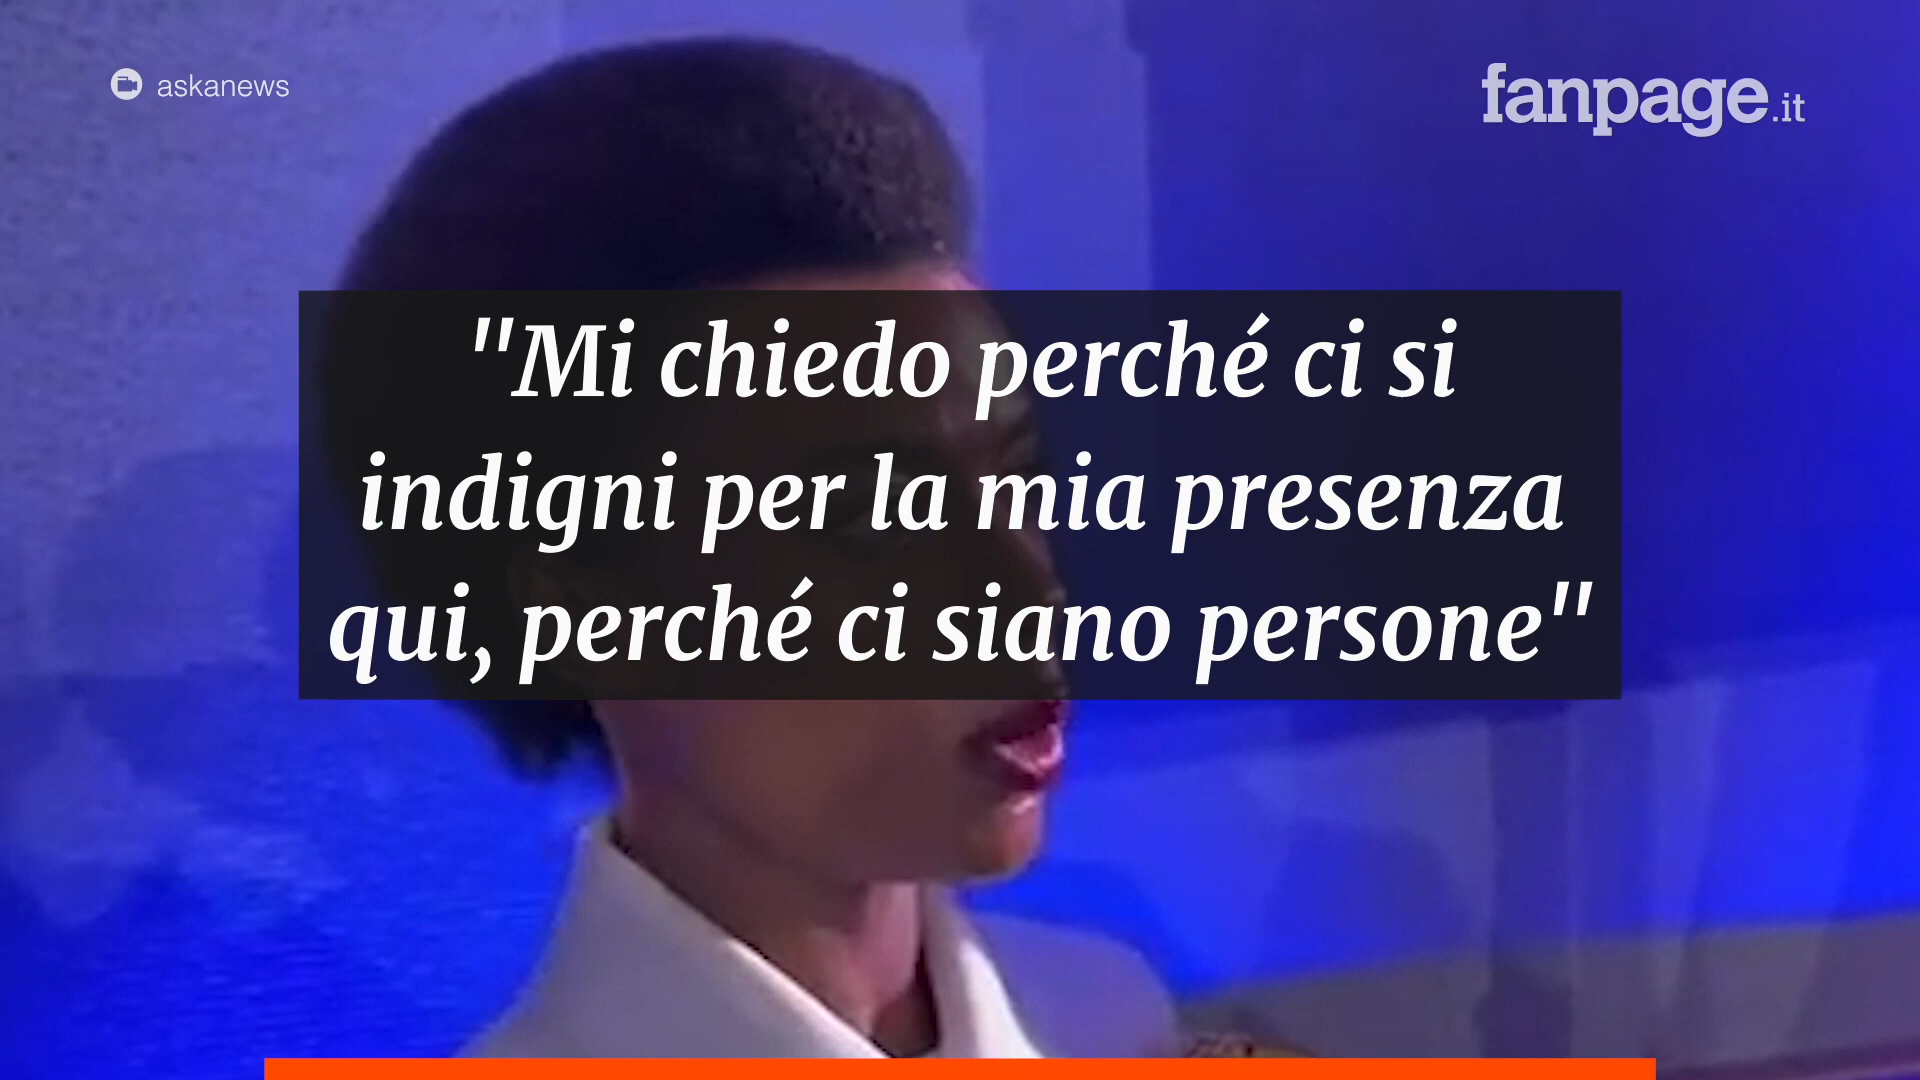 askanews
fanpage.it
"Mi chiedo perché ci si
indigni per la mia presenza
qui, perché ci siano persone"